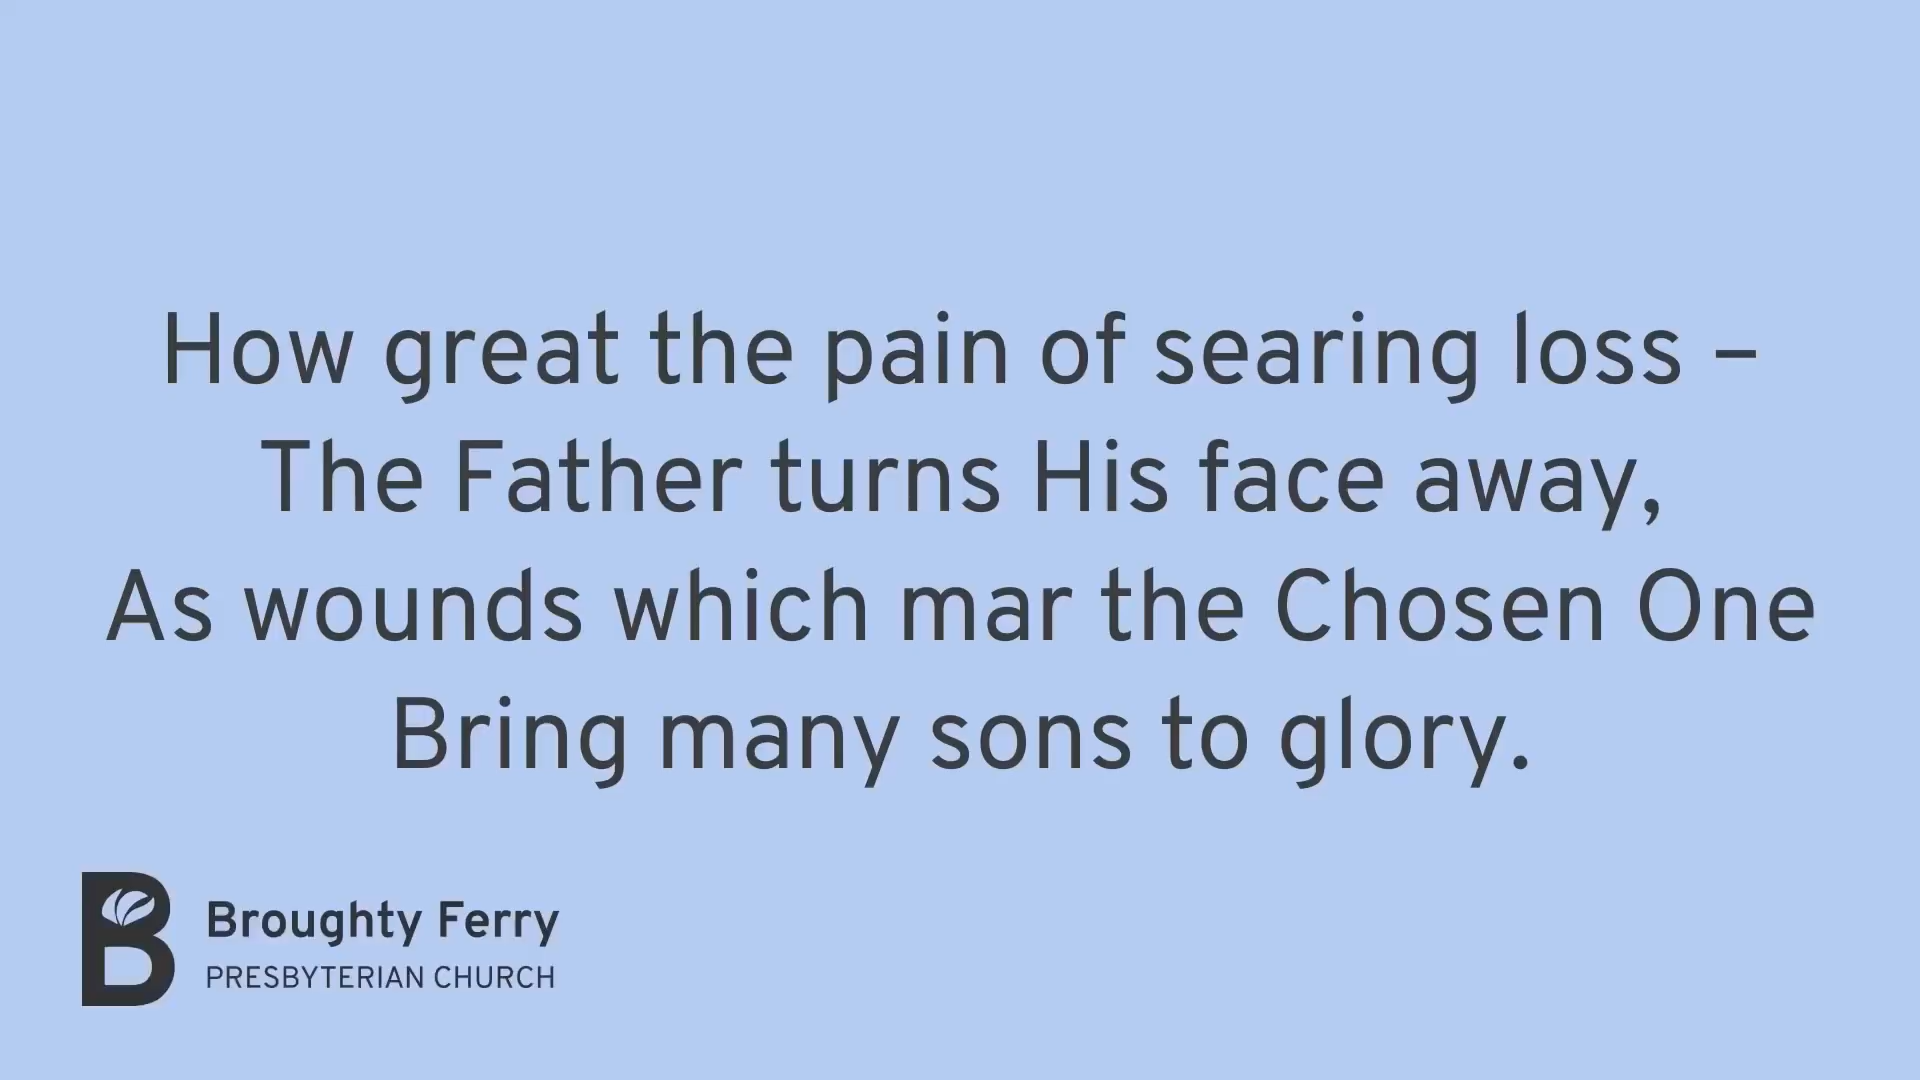 How great the pain of searing loss –
The Father turns His face away,
As wounds which mar the Chosen One
Bring many sons to glory.
Broughty Ferry
PRESBYTERIAN CHURCH